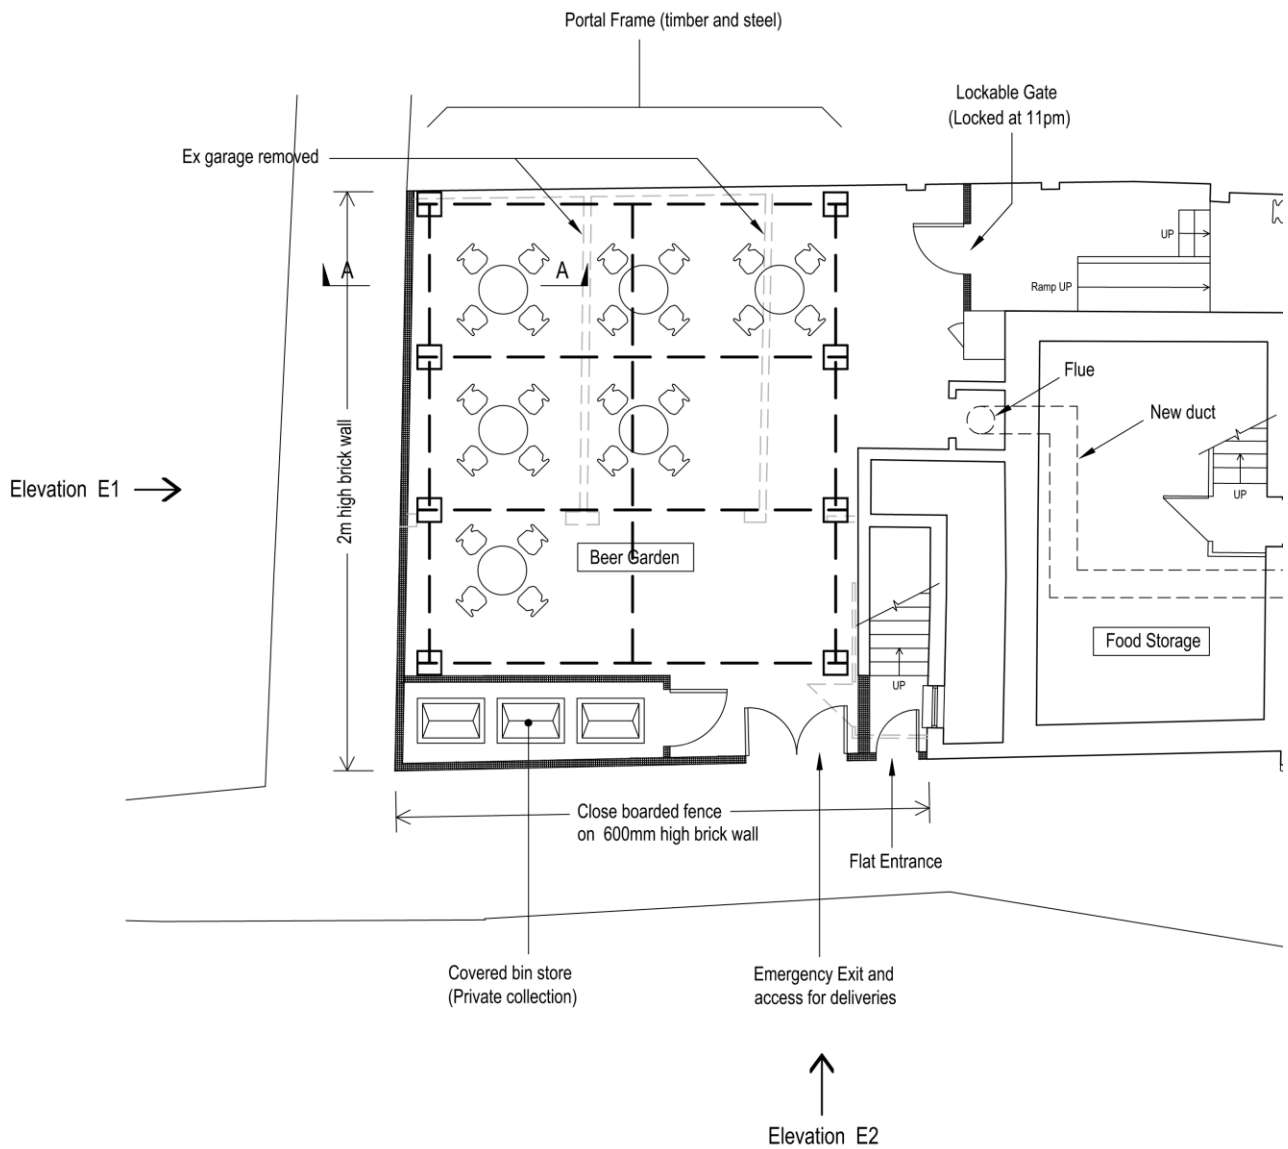 Portal Frame (timber and steel)
Lockable Gate
(Locked at 11pm)
Ex garage removed
UP
A
A
Ramp UP
Flue
New duct
2m high brick wall
Elevation E1
UP
Beer Garden
Food Storage
UP
Close boarded fence
on 600mm high brick wall
Flat Entrance
Covered bin store
(Private collection)
Emergency Exit and
access for deliveries
Elevation E2